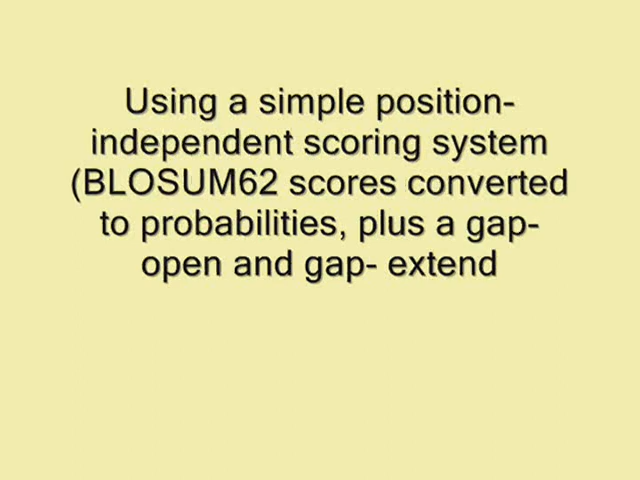 Using a simple position-
independent scoring system
(BLOSUM62 scores converted
to probabilities, plus a gap-
open and gap- extend